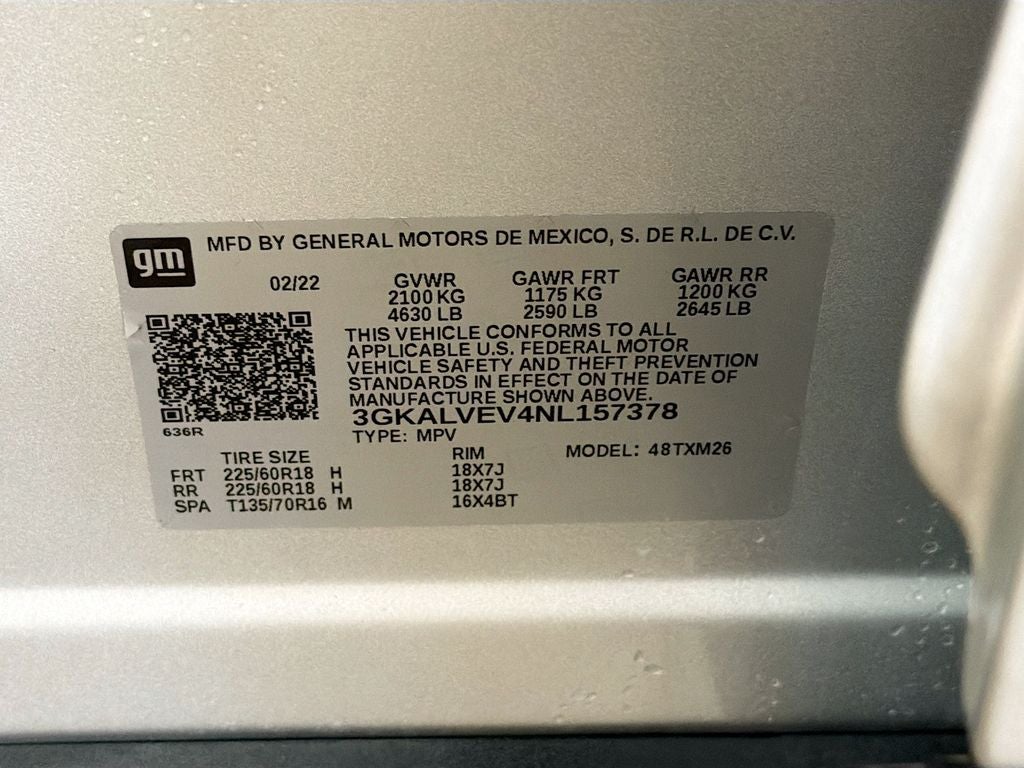 gm
MFD BY GENERAL MOTORS DE MEXICO, S. DE R.L. DE C.V.
02/22 GVWR GAWR FRT GAWR RR
2100 KG 1175 KG 1200 KG
4630 LB 2590 LB 2645 LB
THIS VEHICLE CONFORMS TO ALL
APPLICABLE U.S. FEDERAL MOTOR
VEHICLE SAFETY AND THEFT PREVENTION
STANDARDS IN EFFECT ON THE DATE OF
MANUFACTURE SHOWN ABOVE.
3GKALVEV4NL157378
636R
TYPE: MPV
TIRE SIZE RIM MODEL: 48TXM26
FRT 225/60R18 H 18X7J
RR 225/60R18 H 18X7J
SPA T135/70R16 M 16X4BT